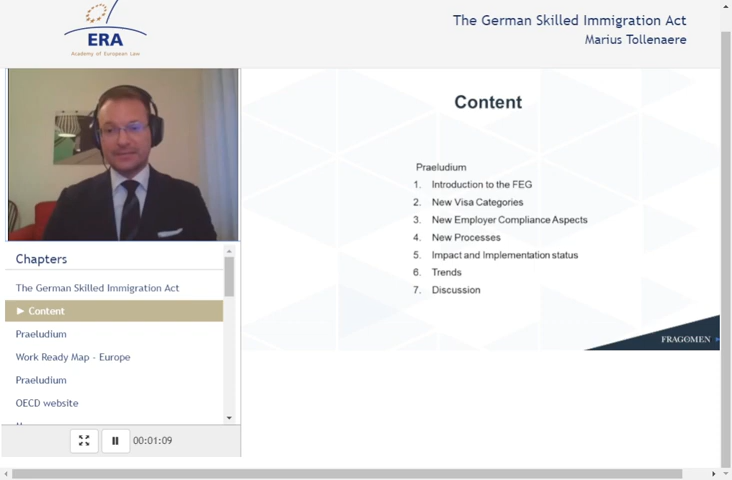 ERA
Academy of European Law
The German Skilled Immigration Act
Marius Tollenaere
Content
Praeludium
1. Introduction to the FEG
2. New Visa Categories
3. New Employer Compliance Aspects
4. New Processes
5. Impact and Implementation status
6. Trends
7. Discussion
FRAGOMEN
Chapters
The German Skilled Immigration Act
► Content
Praeludium
Work Ready Map - Europe
Praeludium
OECD website
00:01:09